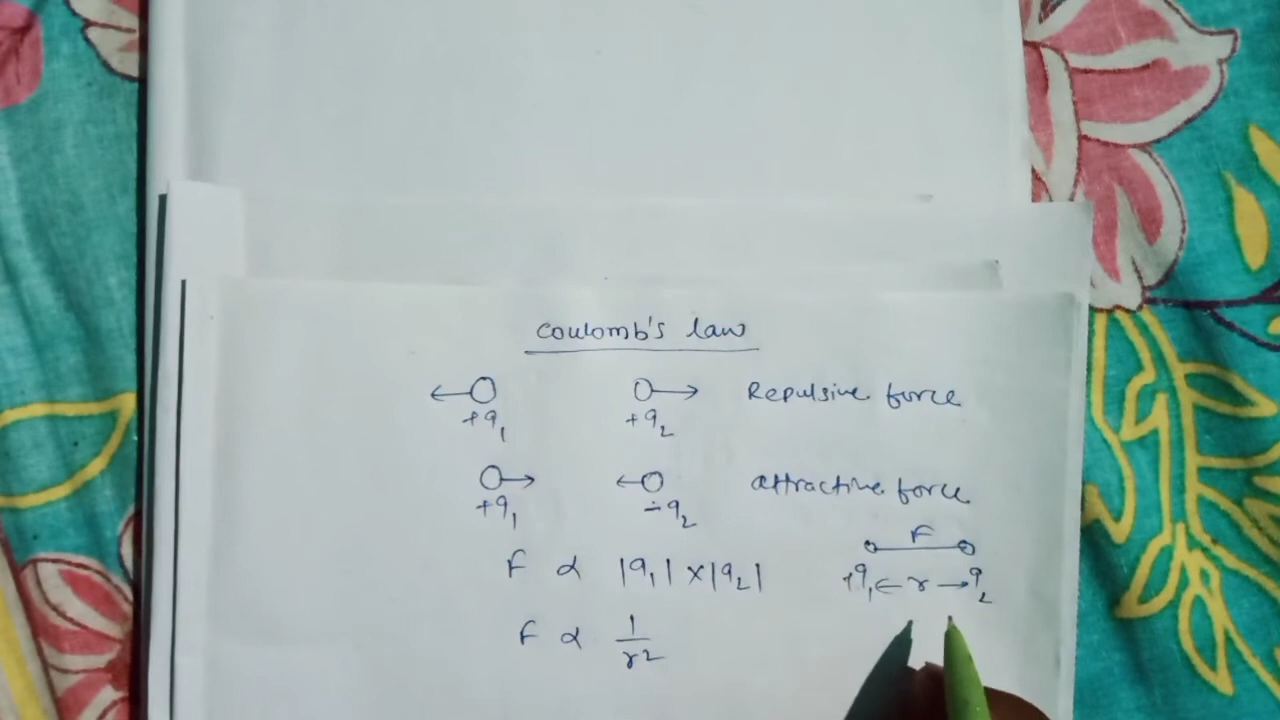 Coulomb's law
+q₁ +q₂ Repulsive force
+q₁ -q₂ attractive force
F
+q₁ ← r → q₂
F ∝ |q₁| × |q₂|
F ∝ 1/r²